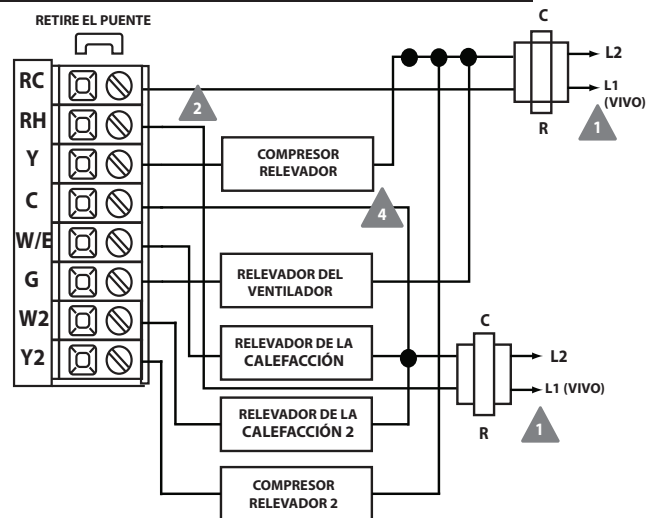 RETIRE EL PUENTE
C
L2
RC
2
L1
(VIVO)
1
RH
R
COMPRESOR
RELEVADOR
Y
C
4
W/E
G
RELEVADOR DEL
VENTILADOR
W2
RELEVADOR DE LA
CALEFACCIÓN
C
L2
Y2
L1 (VIVO)
1
RELEVADOR DE LA
CALEFACCIÓN 2
R
COMPRESOR
RELEVADOR 2